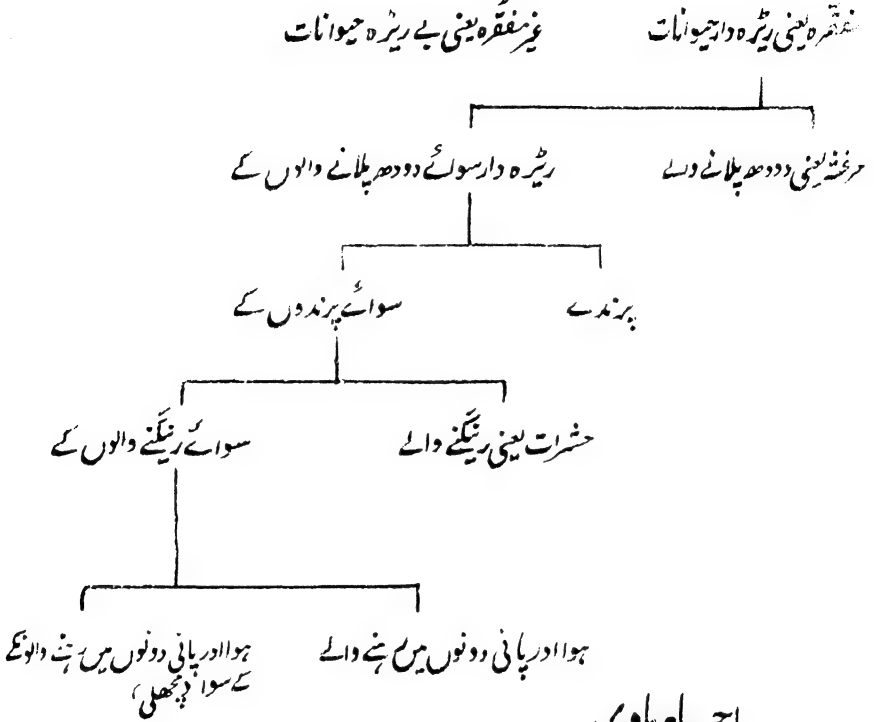 مفقرہ یعنی ریڑہ دار حیوانات
غیر مفقرہ یعنی بے ریڑہ حیوانات
یعنی دودھ پلانے والے
ریڑہ دار سوائے دودھ پلانے والوں کے
پرندے
سوائے پرندوں کے
حشرات یعنی رینگنے والے
سوائے رینگنے والوں کے
ہوا اور پانی دونوں میں رہنے والے
ہوا اور پانی دونوں میں رہنے والونکے
کے سوا (مچھلی)